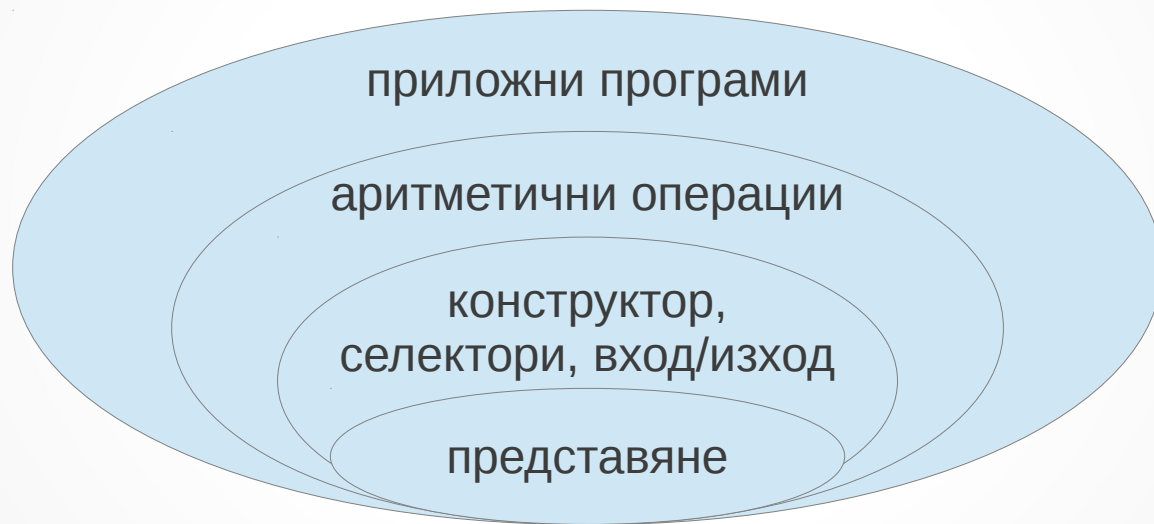 приложни програми
аритметични операции
конструктор,
селектори, вход/изход
представяне